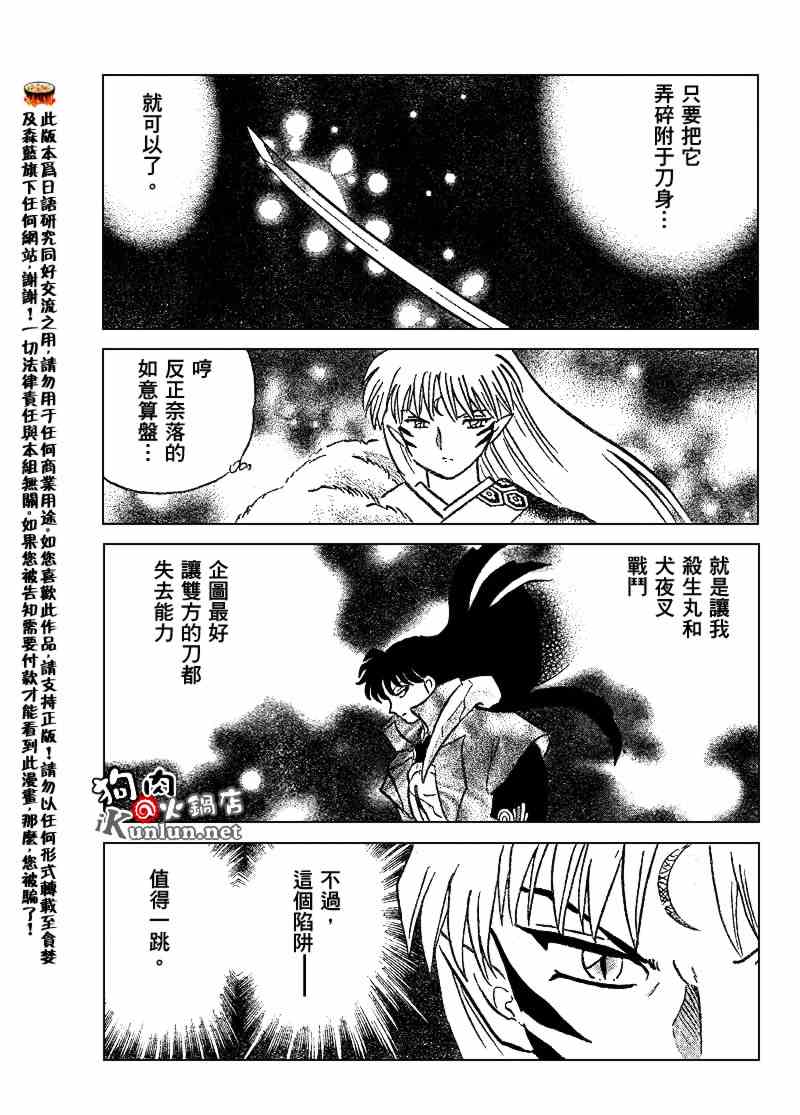 只要把它
弄碎附于刀身…
就可以了。
哼
反正奈落的
如意算盤…
就是讓我
殺生丸和
犬夜叉
戰鬥
企圖最好
讓雙方的刀都
失去能力
不過，
這個陷阱——
值得一跳。
狗肉
@火鍋店
iKunlun.net
此版本爲日語研究同好交流之用，請勿用于任何商業用途。如您喜歡此作品，請支持正版！請勿以任何形式轉載至貪婪
及森藍旗下任何網站，謝謝！一切法律責任與本組無關。如果您被告知需要付款才能看到此漫畫，那麼，您被騙了！